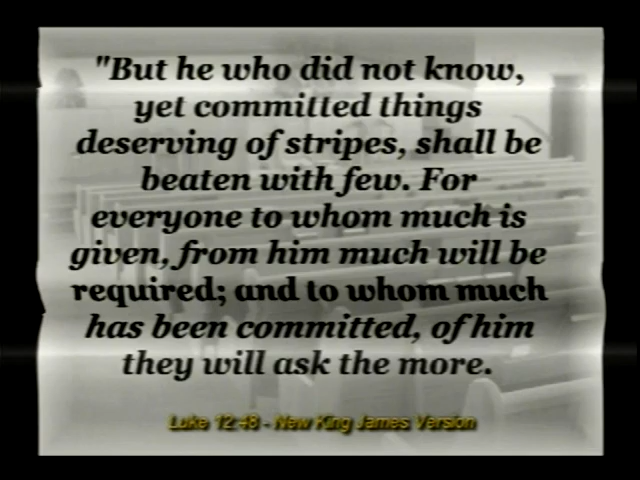 "But he who did not know,
yet committed things
deserving of stripes, shall be
beaten with few. For
everyone to whom much is
given, from him much will be
required; and to whom much
has been committed, of him
they will ask the more.
Luke 12:48 - New King James Version